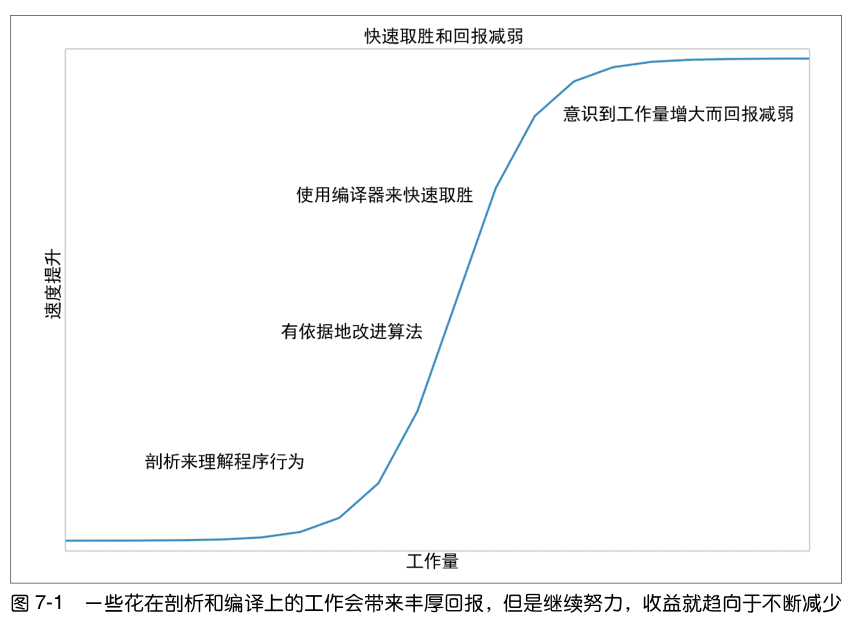 快速取胜和回报减弱
意识到工作量增大而回报减弱
使用编译器来快速取胜
速度提升
有依据地改进算法
剖析来理解程序行为
工作量
图 7-1 一些花在剖析和编译上的工作会带来丰厚回报，但是继续努力，收益就趋向于不断减少